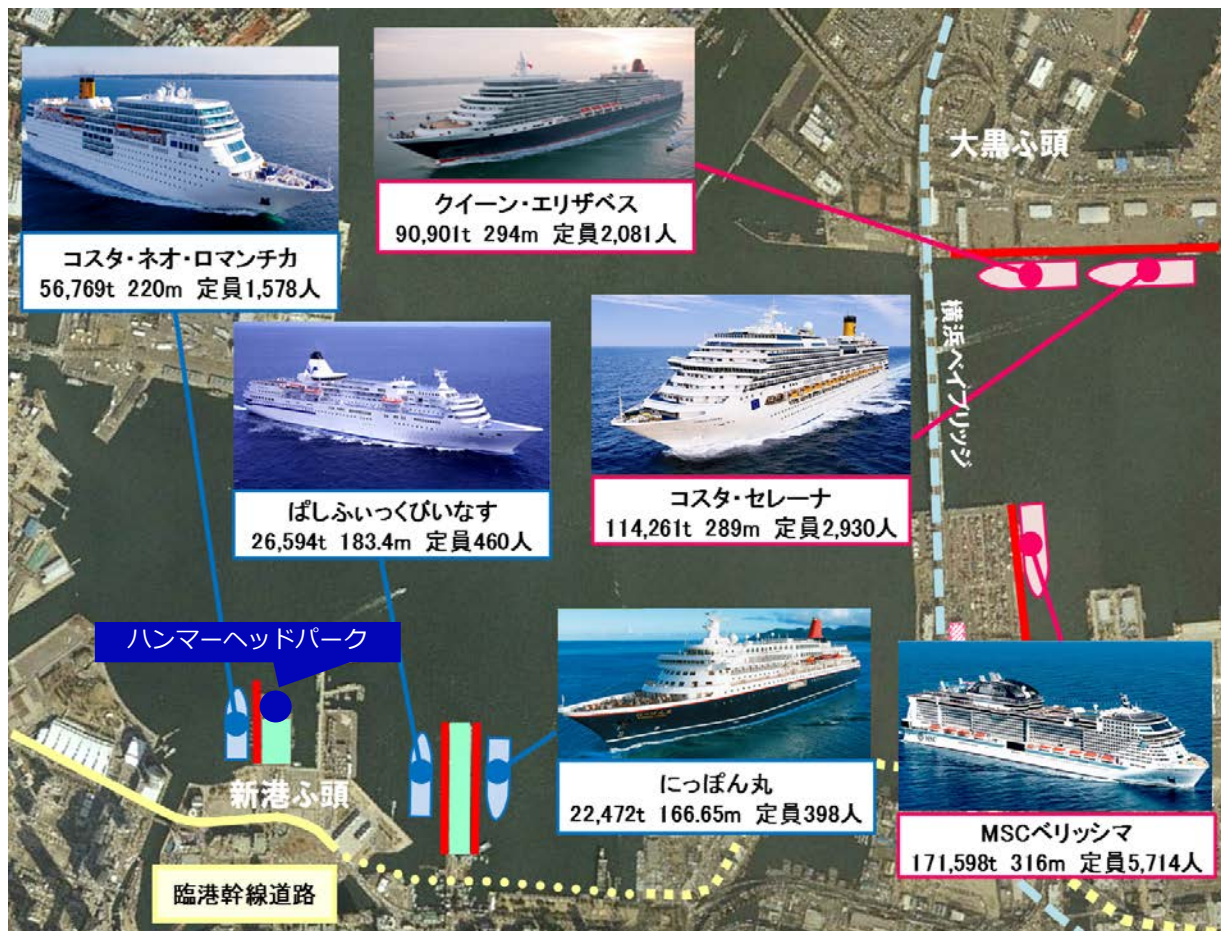 コスタ・ネオ・ロマンチカ
56,769t 220m 定員1,578人
クイーン・エリザベス
90,901t 294m 定員2,081人
大黒ふ頭
横浜ベイブリッジ
ぱしふぃっくびいなす
26,594t 183.4m 定員460人
コスタ・セレーナ
114,261t 289m 定員2,930人
ハンマーヘッドパーク
新港ふ頭
にっぽん丸
22,472t 166.65m 定員398人
MSCベリッシマ
171,598t 316m 定員5,714人
臨港幹線道路